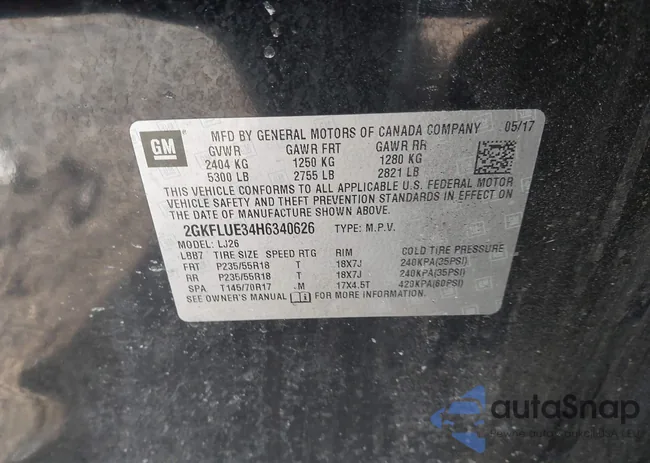 GM
MFD BY GENERAL MOTORS OF CANADA COMPANY 05/17
GVWR GAWR FRT GAWR RR
2404 KG 1250 KG 1280 KG
5300 LB 2755 LB 2821 LB
THIS VEHICLE CONFORMS TO ALL APPLICABLE U.S. FEDERAL MOTOR
VEHICLE SAFETY AND THEFT PREVENTION STANDARDS IN EFFECT ON
THE DATE OF MANUFACTURE SHOWN ABOVE.
2GKFLUE34H6340626 TYPE: M.P.V.
MODEL: LJ26
LBB7 TIRE SIZE SPEED RTG RIM COLD TIRE PRESSURE
FRT P235/55R18 T 18X7J 240KPA(35PSI)
RR P235/55R18 T 18X7J 240KPA(35PSI)
SPA T145/70R17 M 17X4.5T 420KPA(60PSI)
SEE OWNER'S MANUAL FOR MORE INFORMATION
autoSnap